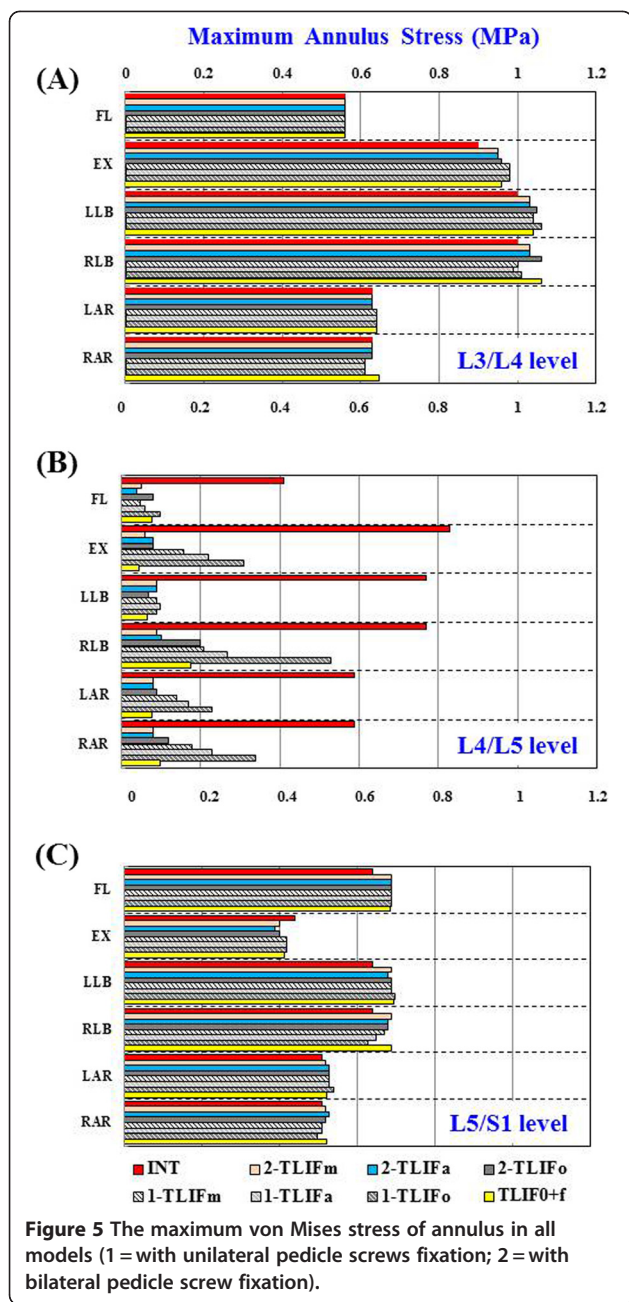 Maximum Annulus Stress (MPa)
(A)
0 0.2 0.4 0.6 0.8 1 1.2
FL
EX
LLB
RLB
LAR
RAR
L3/L4 level
0 0.2 0.4 0.6 0.8 1 1.2
(B)
FL
EX
LLB
RLB
LAR
RAR
L4/L5 level
0 0.2 0.4 0.6 0.8 1 1.2
(C)
FL
EX
LLB
RLB
LAR
RAR
L5/S1 level
INT 2-TLIFm 2-TLIFa 2-TLIFo
1-TLIFm 1-TLIFa 1-TLIFo TLIF0+f
Figure 5 The maximum von Mises stress of annulus in all
models (1 = with unilateral pedicle screws fixation; 2 = with
bilateral pedicle screw fixation).